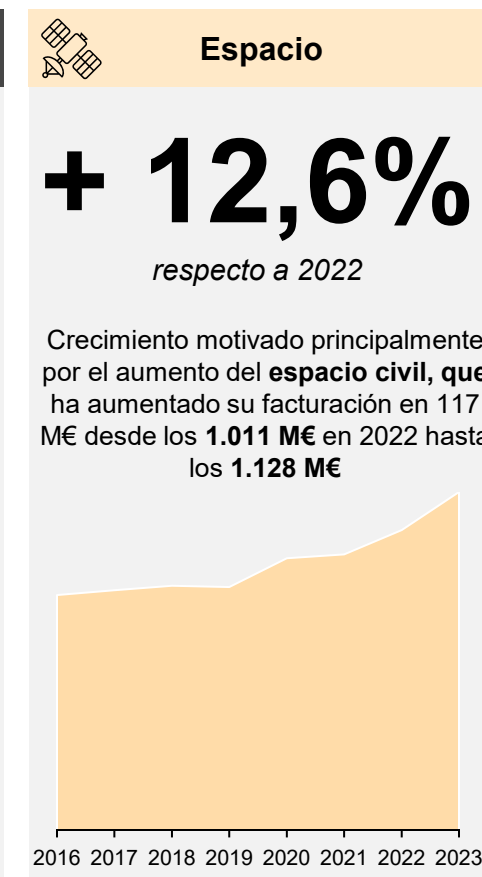 Espacio
+ 12,6%
respecto a 2022
Crecimiento motivado principalmente
por el aumento del espacio civil, que
ha aumentado su facturación en 117
M€ desde los 1.011 M€ en 2022 hasta
los 1.128 M€
2016 2017 2018 2019 2020 2021 2022 2023